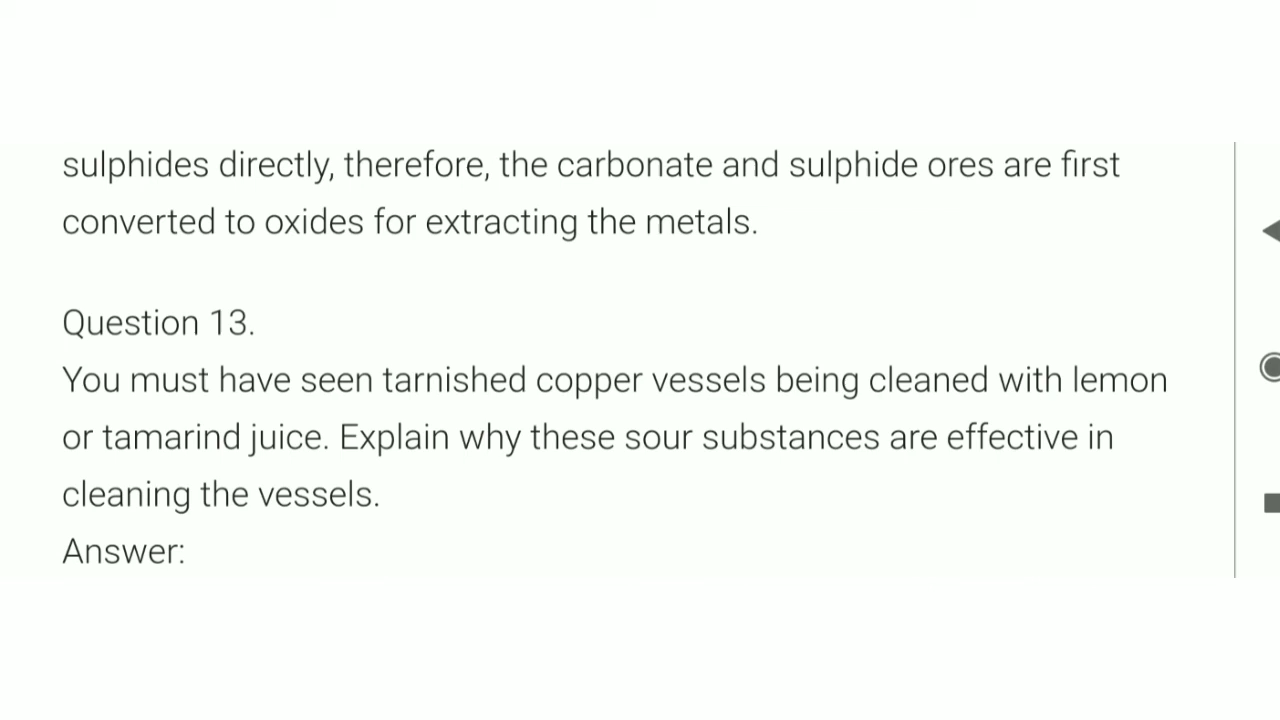 sulphides directly, therefore, the carbonate and sulphide ores are first
converted to oxides for extracting the metals.
Question 13.
You must have seen tarnished copper vessels being cleaned with lemon
or tamarind juice. Explain why these sour substances are effective in
cleaning the vessels.
Answer: